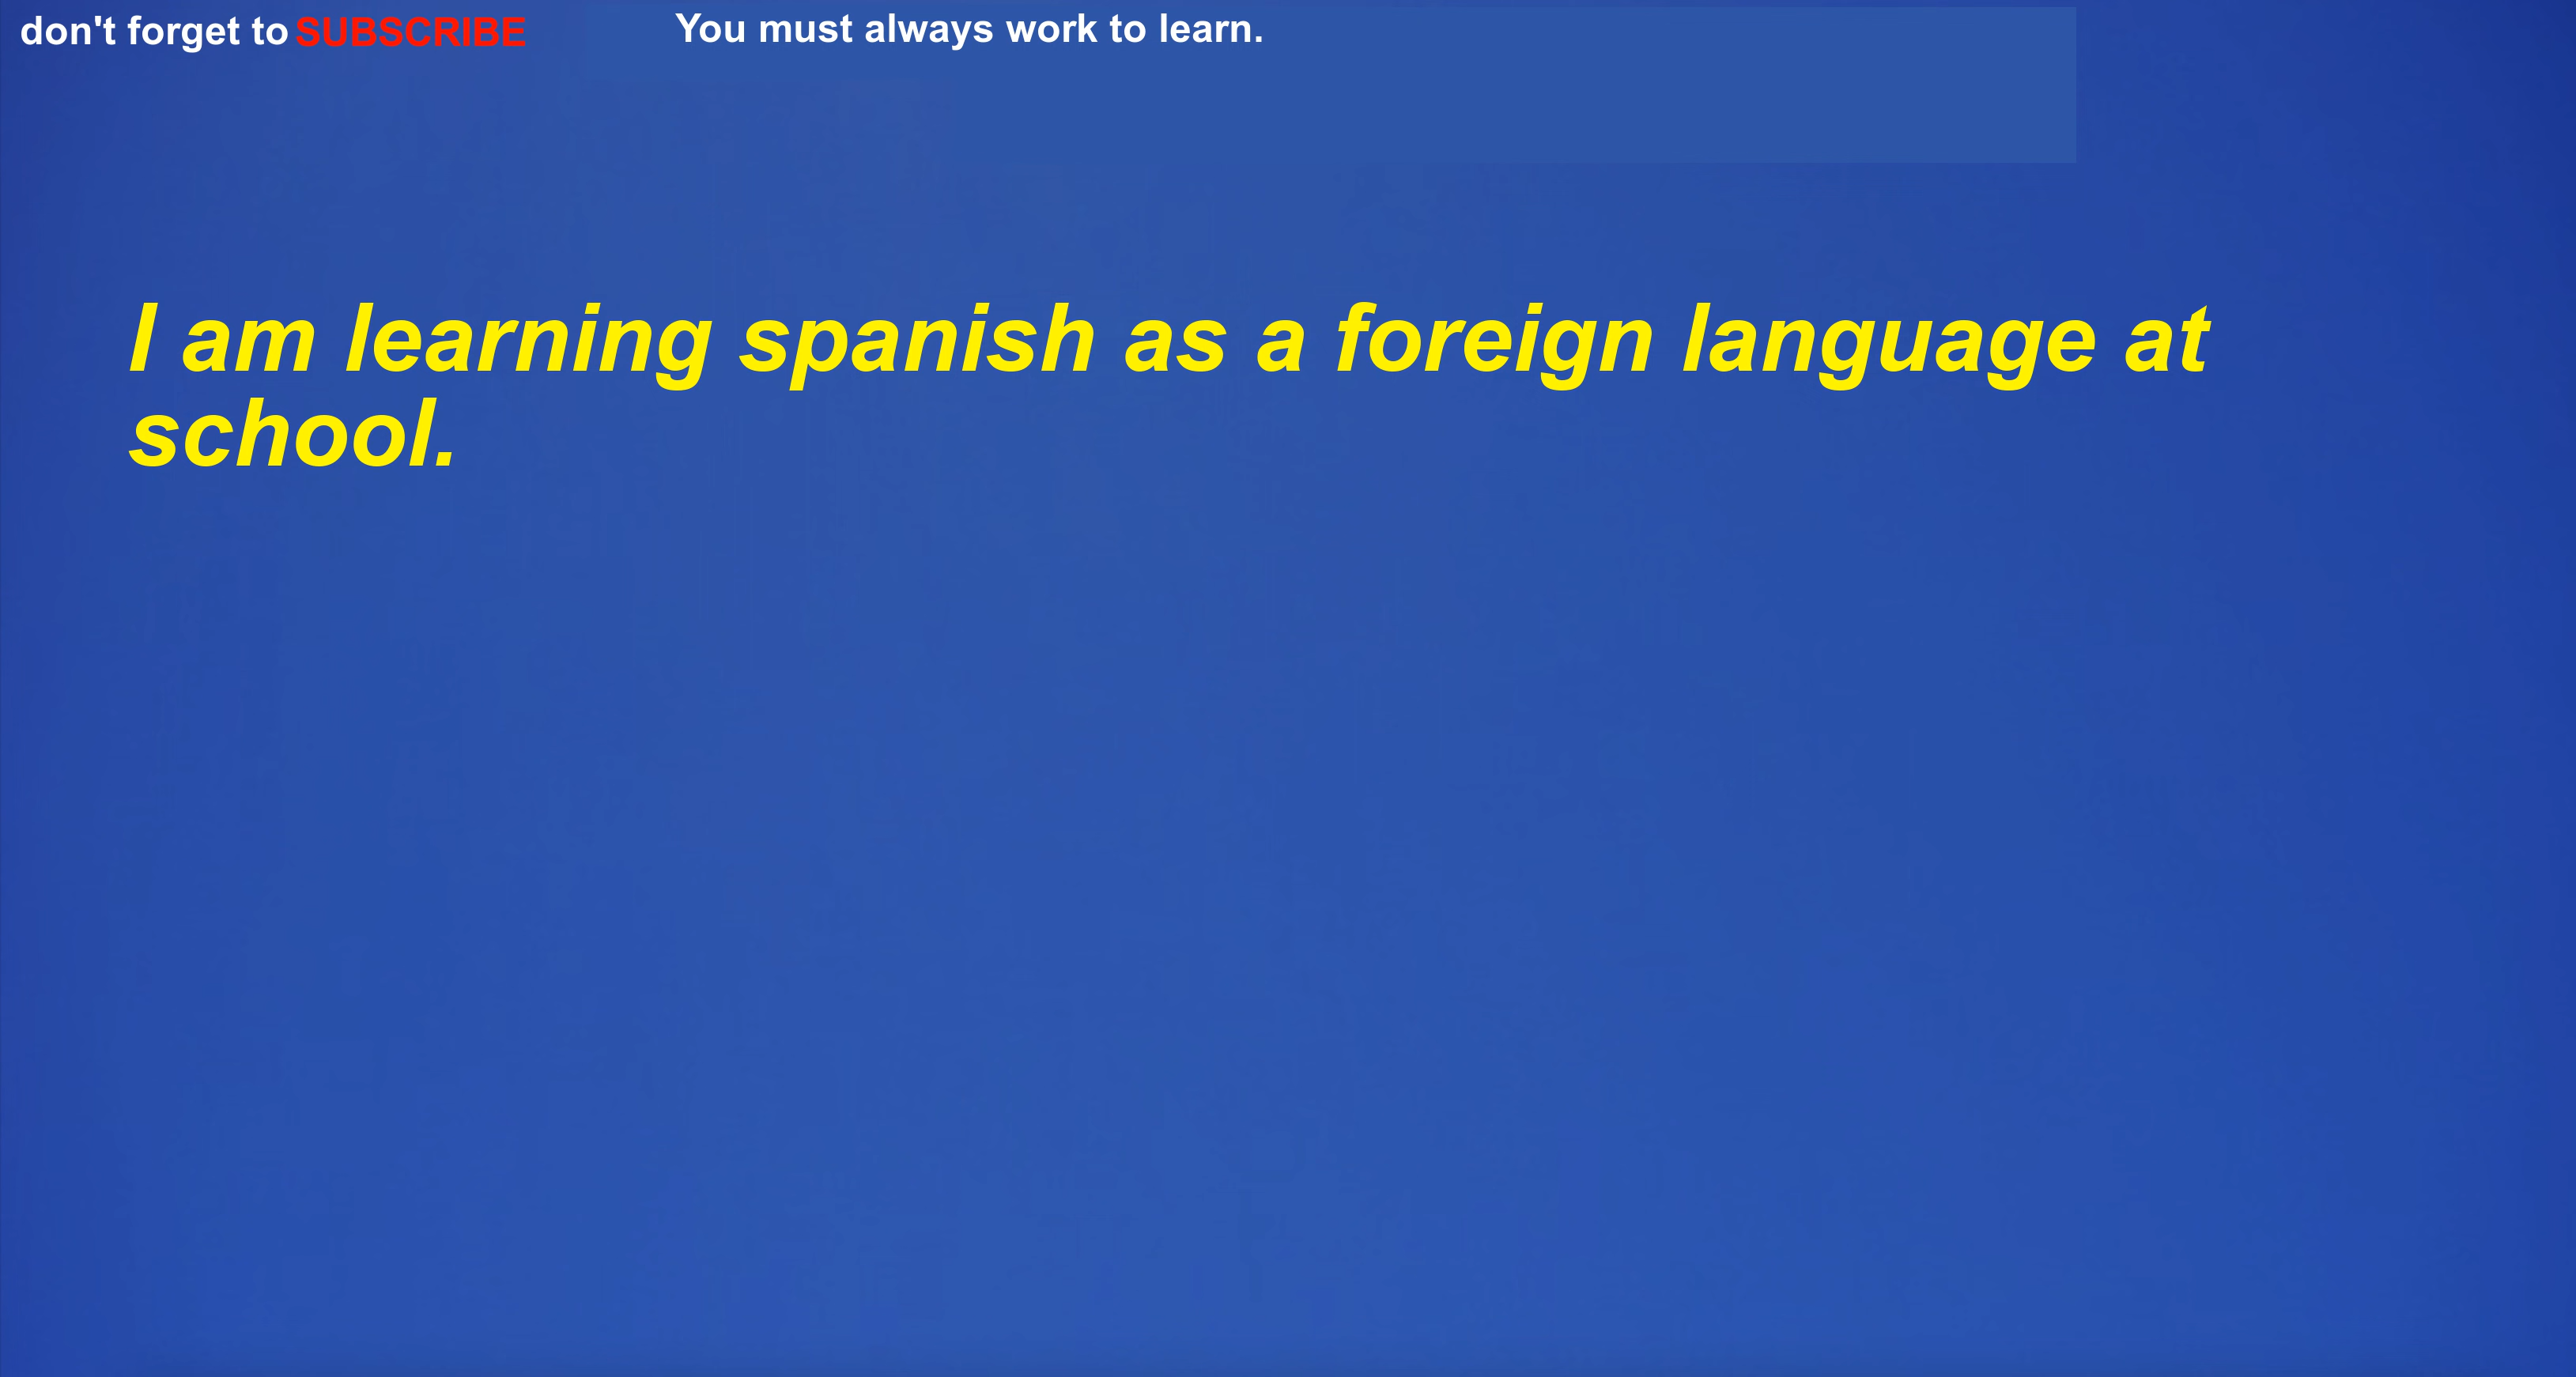 don't forget to SUBSCRIBE
You must always work to learn.
I am learning spanish as a foreign language at
school.